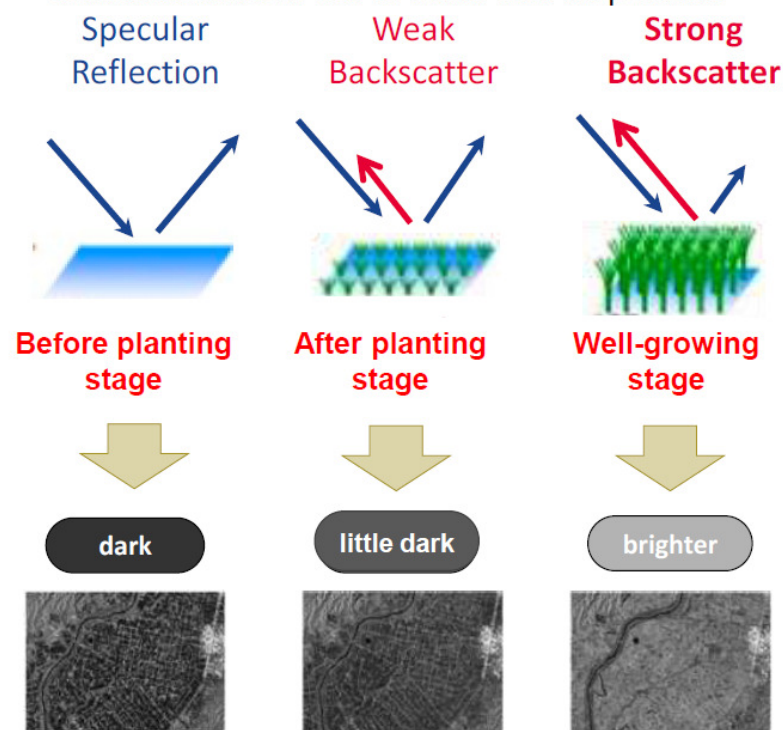 Specular
Reflection
Weak
Backscatter
Strong
Backscatter
Before planting
stage
After planting
stage
Well-growing
stage
dark
little dark
brighter